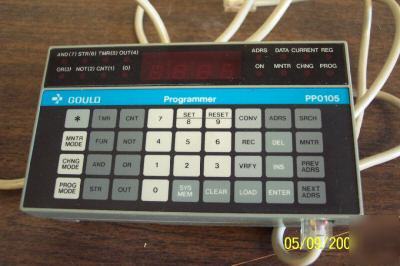 AND(7) STR(6) TMR(5) OUT(4)
ADRS DATA CURRENT REG
OR(3) NOT(2) CNT(1) (0)
ON MNTR CHNG PROG
GOULD Programmer PP0105
* TMR CNT 7 SET 8 RESET 9 CONV ADRS SRCH
MNTR MODE FUN NOT 4 5 6 REC DEL MNTR
CHNG MODE AND OR 1 2 3 VRFY INS PREV ADRS
PROG MODE STR OUT 0 SYS MEM CLEAR LOAD ENTER NEXT ADRS